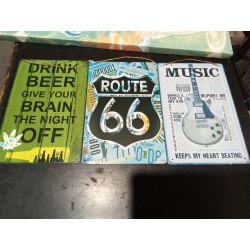 DRINK
BEER
GIVE YOUR
BRAIN
THE NIGHT
OFF
ROUTE
66
MUSIC
KEEPS MY HEART BEATING